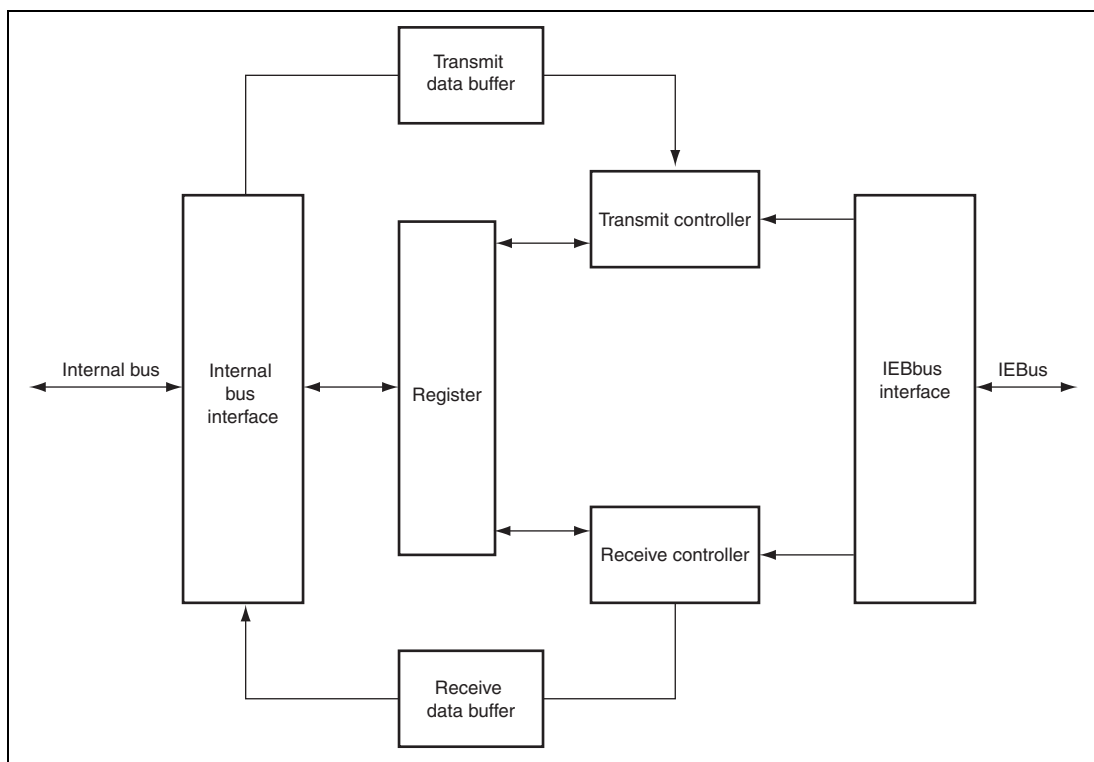 Transmit
data buffer
Transmit controller
Internal bus
Internal
bus
interface
Register
IEBbus
interface
IEBus
Receive controller
Receive
data buffer